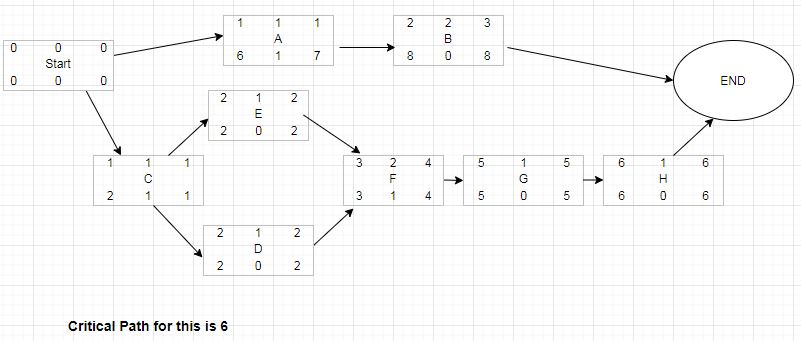 0 0 0
Start
0 0 0
1 1 1
A
6 1 7
2 2 3
B
8 0 8
END
2 1 2
E
2 0 2
1 1 1
C
2 1 1
3 2 4
F
3 1 4
5 1 5
G
5 0 5
6 1 6
H
6 0 6
2 1 2
D
2 0 2
Critical Path for this is 6